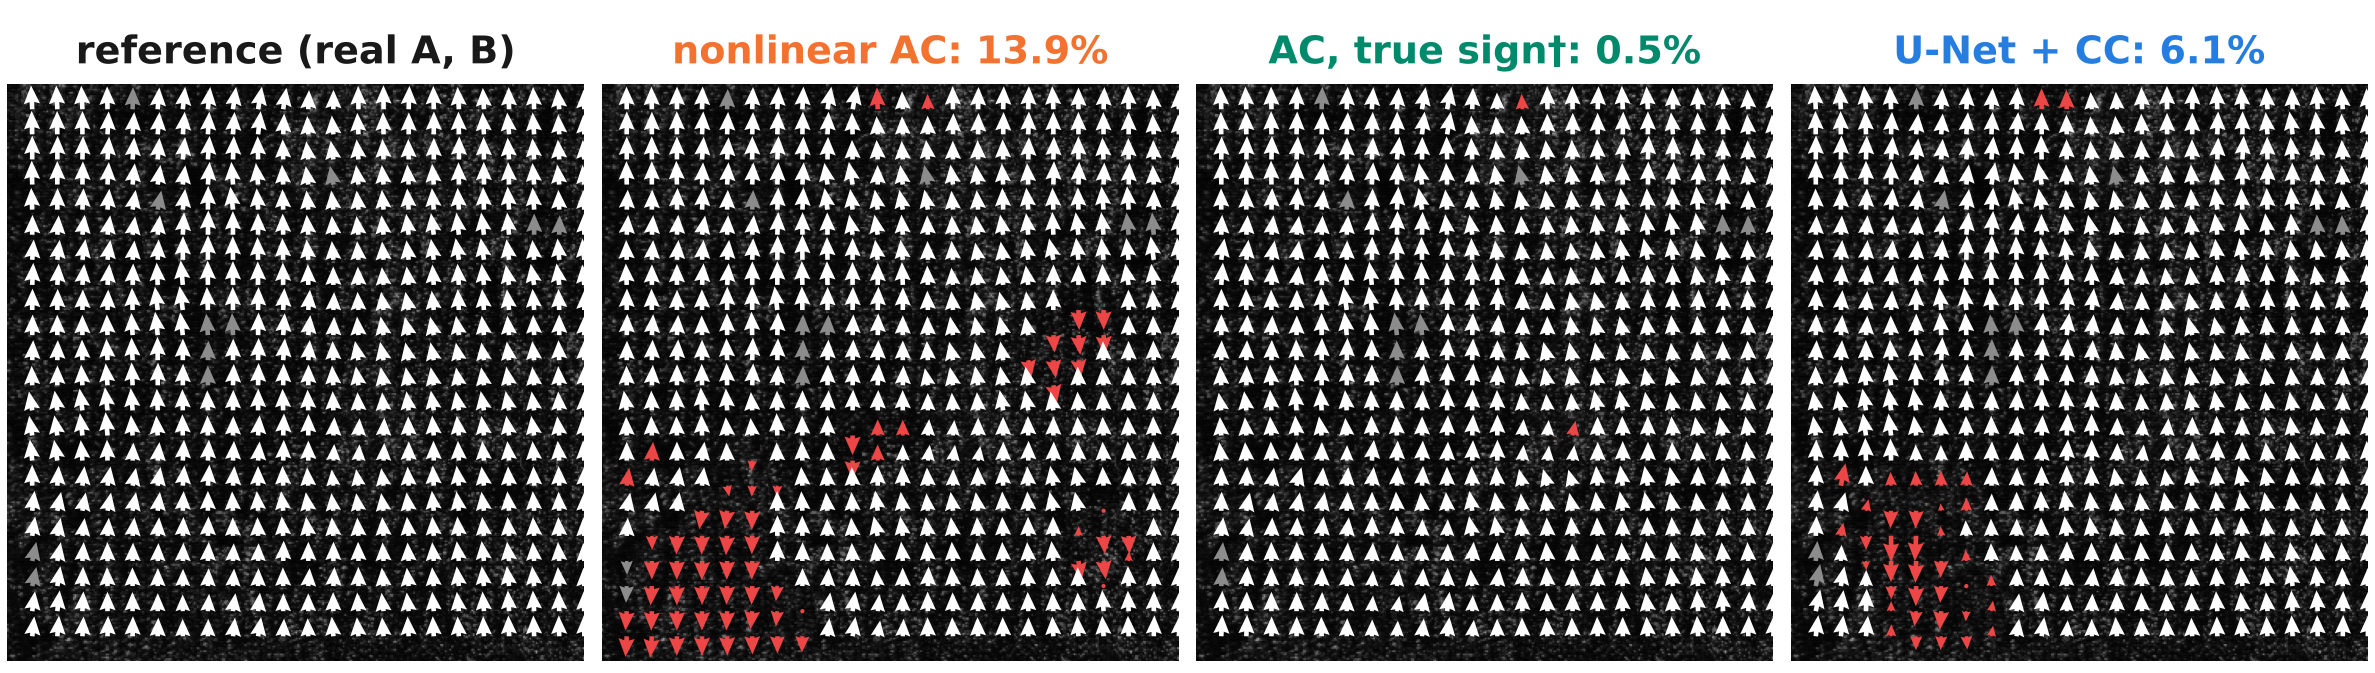 reference (real A, B)
nonlinear AC: 13.9%
AC, true sign†: 0.5%
U-Net + CC: 6.1%